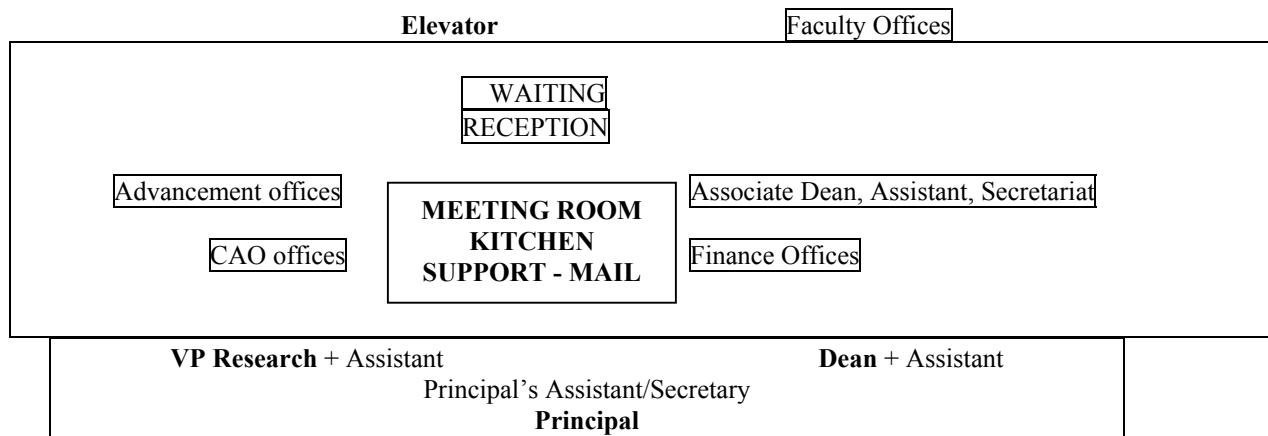 Elevator Faculty Offices
WAITING
RECEPTION
Advancement offices MEETING ROOM Associate Dean, Assistant, Secretariat
KITCHEN
CAO offices SUPPORT - MAIL Finance Offices
VP Research + Assistant Dean + Assistant
Principal’s Assistant/Secretary
Principal